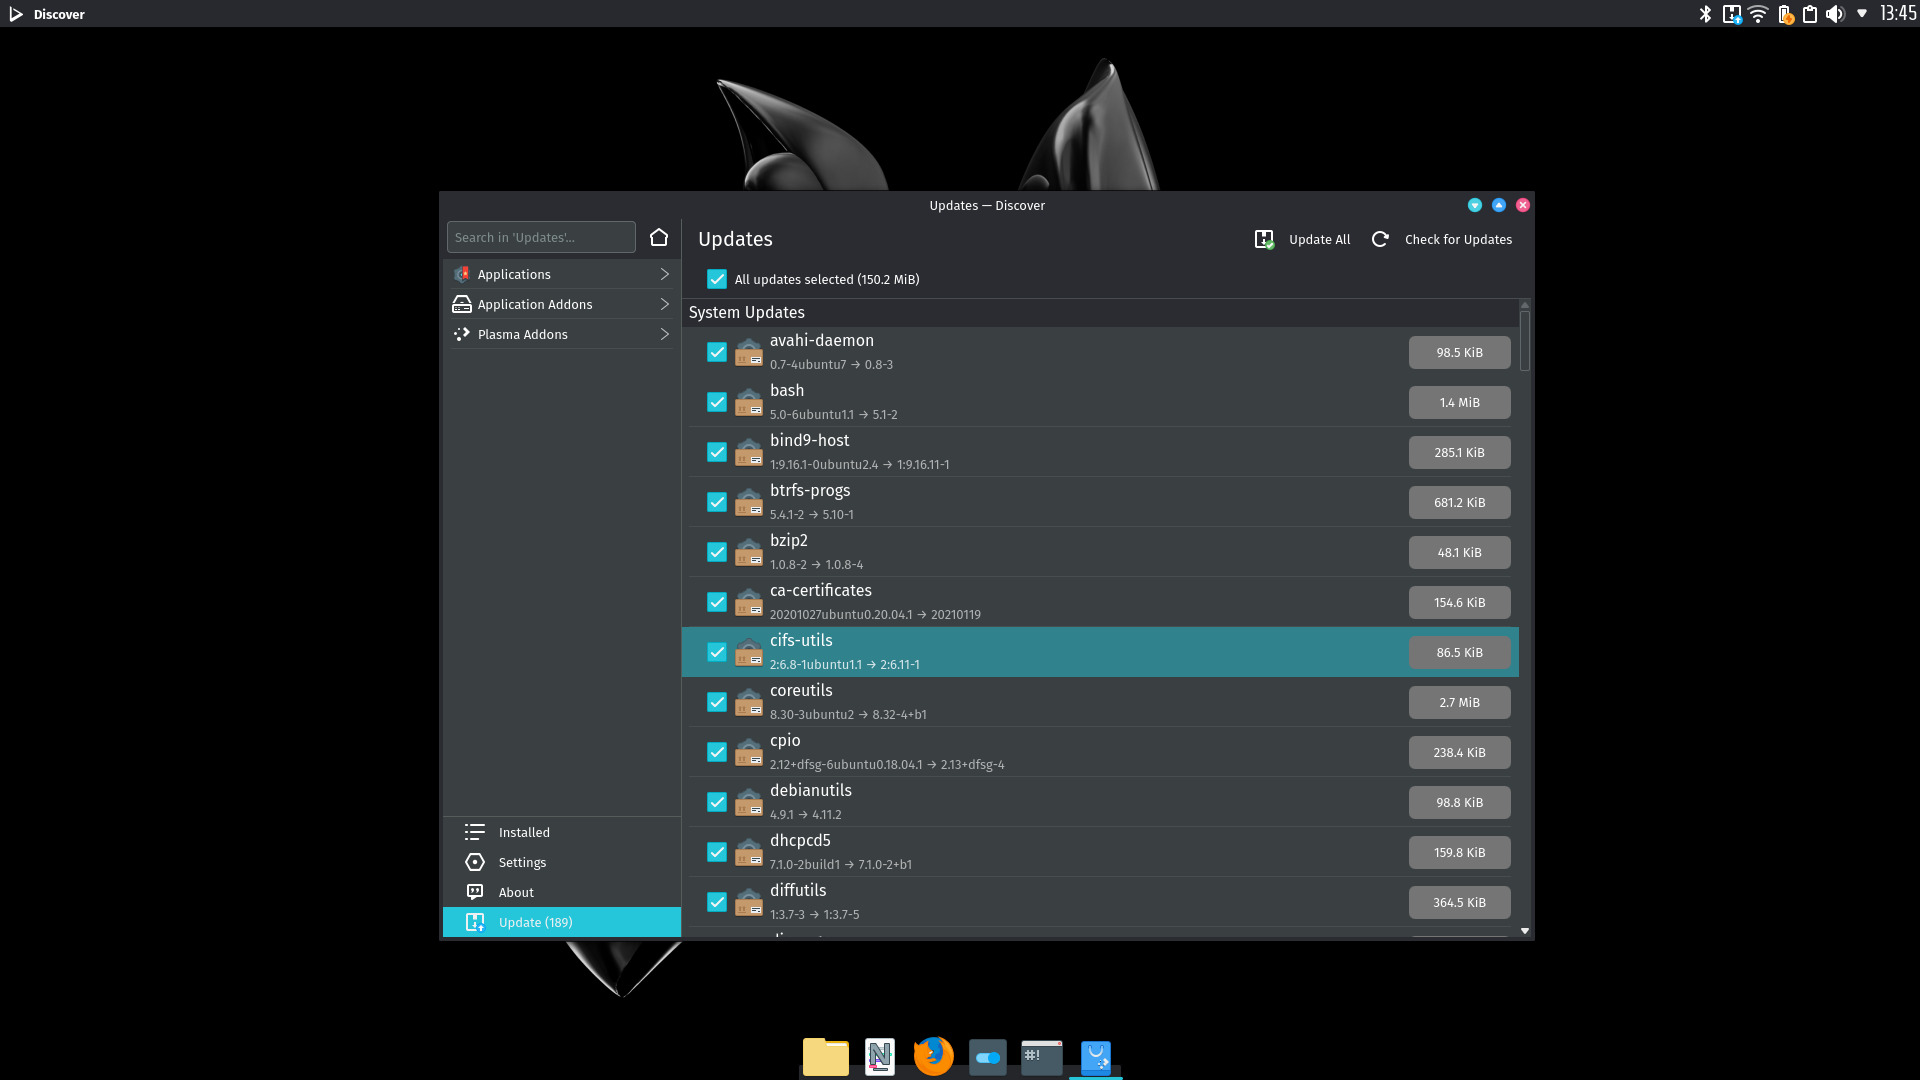 Discover
13:45
Updates — Discover
Search in 'Updates'...
Updates
Update All
Check for Updates
Applications
Application Addons
Plasma Addons
All updates selected (150.2 MiB)
System Updates
avahi-daemon
0.7-4ubuntu7 → 0.8-3
98.5 KiB
bash
5.0-6ubuntu1.1 → 5.1-2
1.4 MiB
bind9-host
1:9.16.1-0ubuntu2.4 → 1:9.16.11-1
285.1 KiB
btrfs-progs
5.4.1-2 → 5.10-1
681.2 KiB
bzip2
1.0.8-2 → 1.0.8-4
48.1 KiB
ca-certificates
20201027ubuntu0.20.04.1 → 20210119
154.6 KiB
cifs-utils
2:6.8-1ubuntu1.1 → 2:6.11-1
86.5 KiB
coreutils
8.30-3ubuntu2 → 8.32-4+b1
2.7 MiB
cpio
2.12+dfsg-6ubuntu0.18.04.1 → 2.13+dfsg-4
238.4 KiB
debianutils
4.9.1 → 4.11.2
98.8 KiB
dhcpcd5
7.1.0-2build1 → 7.1.0-2+b1
159.8 KiB
diffutils
1:3.7-3 → 1:3.7-5
364.5 KiB
Installed
Settings
About
Update (189)
N
#!